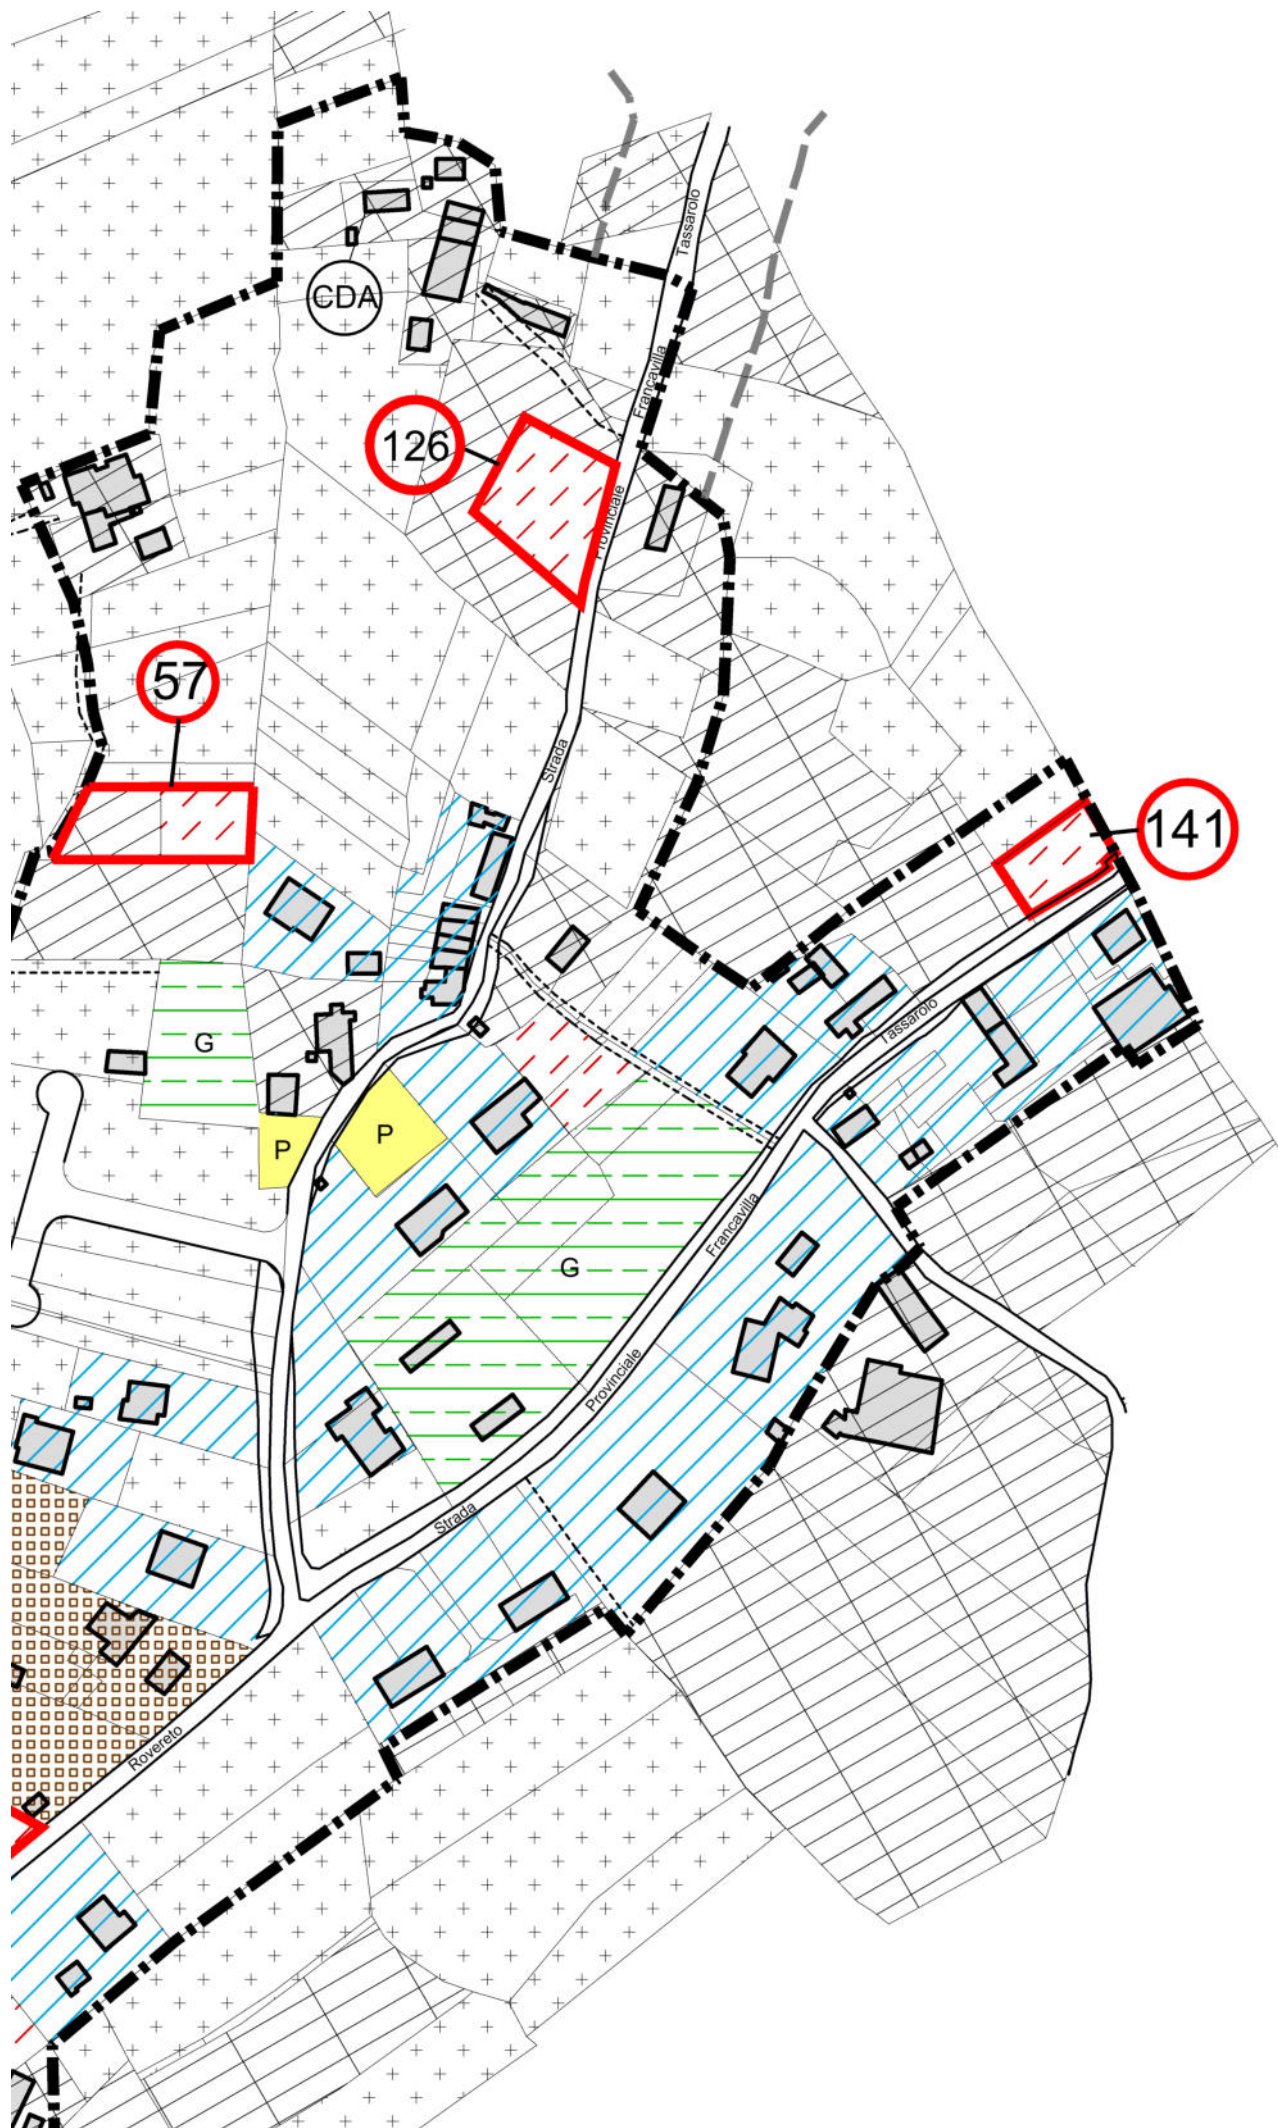 Tassarolo
CDA
Francavilla
126
Provinciale
57
Strada
141
Tassarolo
G
P
P
Francavilla
G
Provinciale
Strada
Rovereto